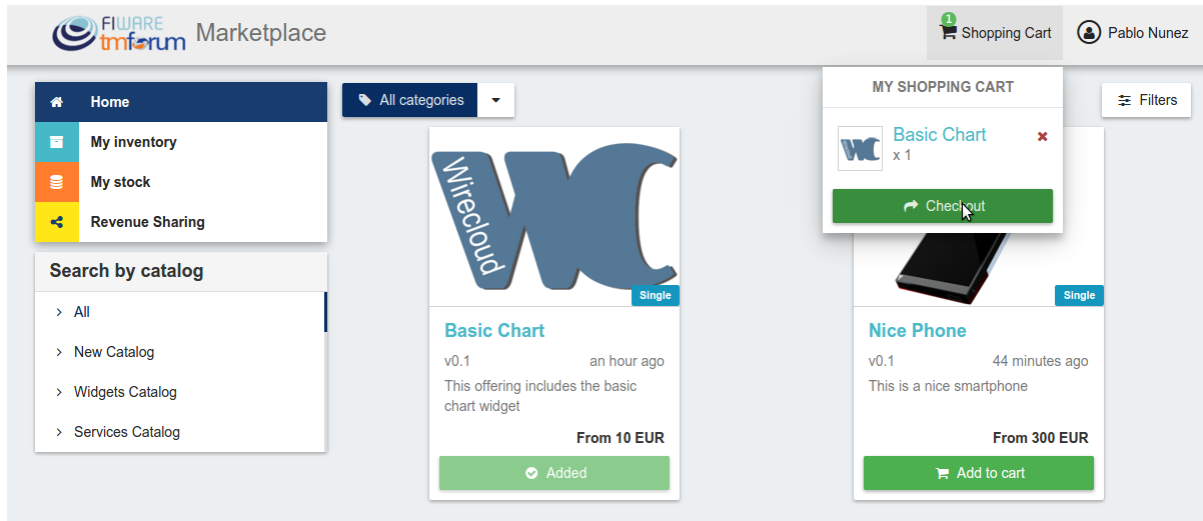 FIWARE
tmforum
Marketplace
1
Shopping Cart
Pablo Nunez
Home
My inventory
My stock
Revenue Sharing
Search by catalog
All
New Catalog
Widgets Catalog
Services Catalog
All categories
Filters
MY SHOPPING CART
WC
Basic Chart
x 1
Checkout
WC
Wirecloud
Single
Basic Chart
v0.1 an hour ago
This offering includes the basic
chart widget
From 10 EUR
Added
Single
Nice Phone
v0.1 44 minutes ago
This is a nice smartphone
From 300 EUR
Add to cart